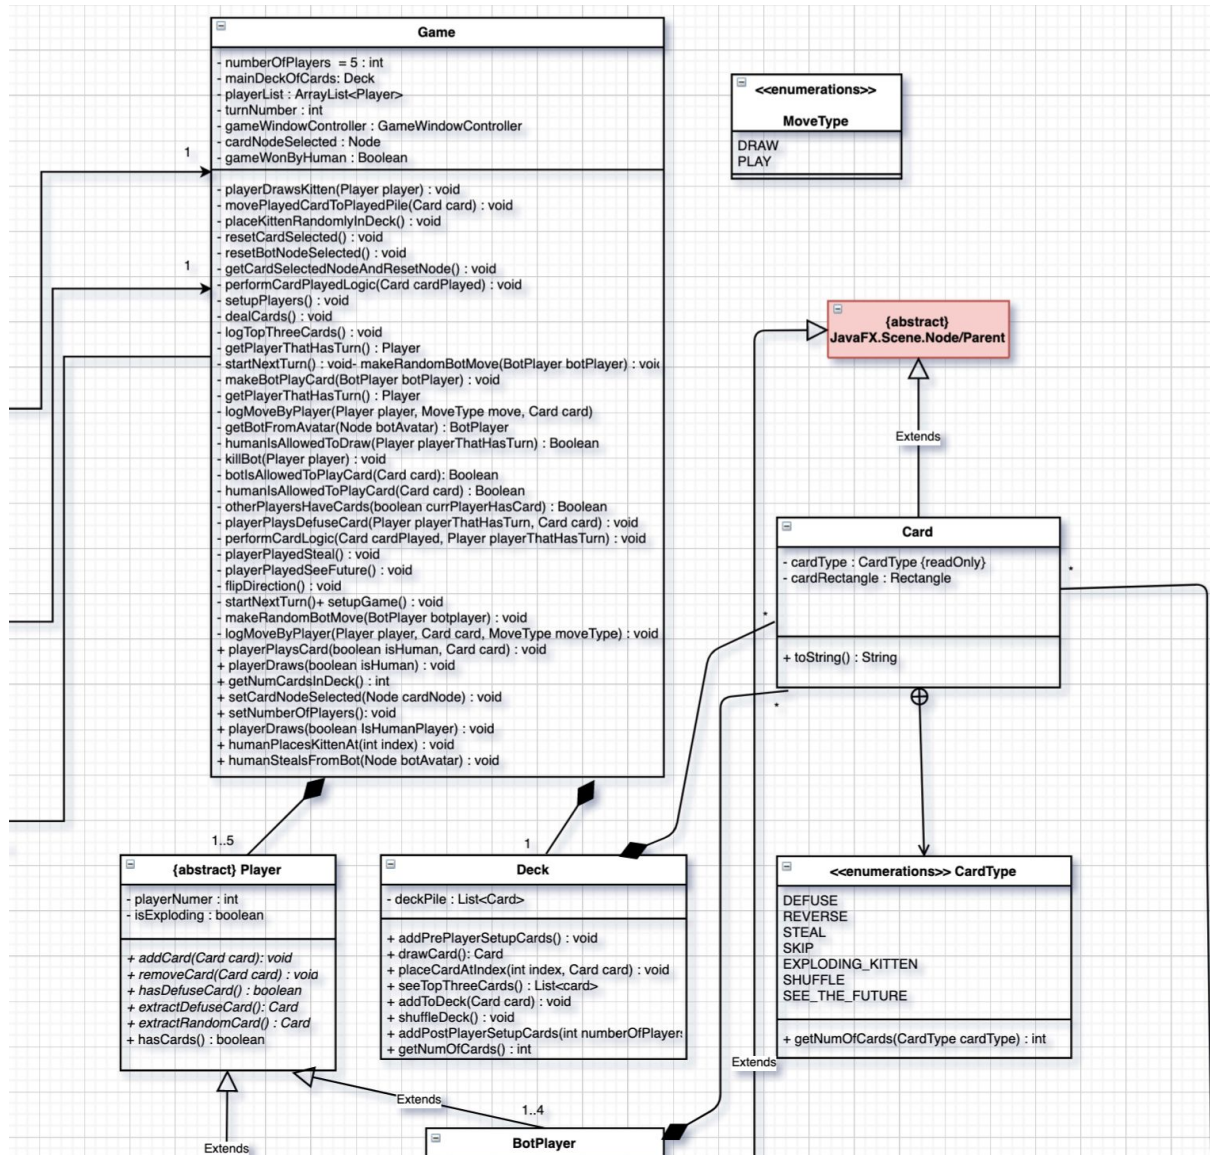 Game
- numberOfPlayers = 5 : int
- mainDeckOfCards: Deck
- playerList : ArrayList<Player>
- turnNumber : int
- gameWindowController : GameWindowController
- cardNodeSelected : Node
- gameWonByHuman : Boolean
1
- playerDrawsKitten(Player player) : void
- movePlayedCardToPlayedPile(Card card) : void
- placeKittenRandomlyInDeck() : void
- resetCardSelected() : void
- resetBotNodeSelected() : void
- getCardSelectedNodeAndResetNode() : void
1
- performCardPlayedLogic(Card cardPlayed) : void
- setupPlayers() : void
- dealCards() : void
- logTopThreeCards() : void
- getPlayerThatHasTurn() : Player
- startNextTurn() : void- makeRandomBotMove(BotPlayer botPlayer) : void
- makeBotPlayCard(BotPlayer botPlayer) : void
- getPlayerThatHasTurn() : Player
- logMoveByPlayer(Player player, MoveType move, Card card)
- getBotFromAvatar(Node botAvatar) : BotPlayer
- humanIsAllowedToDraw(Player playerThatHasTurn) : Boolean
- killBot(Player player) : void
- botIsAllowedToPlayCard(Card card): Boolean
- humanIsAllowedToPlayCard(Card card) : Boolean
- otherPlayersHaveCards(boolean currPlayerHasCard) : Boolean
- playerPlaysDefuseCard(Player playerThatHasTurn, Card card) : void
- performCardLogic(Card cardPlayed, Player playerThatHasTurn) : void
- playerPlayedSteal() : void
- playerPlayedSeeFuture() : void
- flipDirection() : void
- startNextTurn()+ setupGame() : void
- makeRandomBotMove(BotPlayer botplayer) : void
- logMoveByPlayer(Player player, Card card, MoveType moveType) : void
+ playerPlaysCard(boolean isHuman, Card card) : void
+ playerDraws(boolean isHuman) : void
+ getNumCardsInDeck() : int
+ setCardNodeSelected(Node cardNode) : void
+ setNumberOfPlayers(): void
+ playerDraws(boolean IsHumanPlayer) : void
+ humanPlacesKittenAt(int index) : void
+ humanStealsFromBot(Node botAvatar) : void
<<enumerations>>
MoveType
DRAW
PLAY
{abstract}
JavaFX.Scene.Node/Parent
Extends
Card
- cardType : CardType {readOnly}
- cardRectangle : Rectangle
*
*
+ toString() : String
*
1..5
{abstract} Player
- playerNumer : int
- isExploding : boolean
+ addCard(Card card): void
+ removeCard(Card card) : void
+ hasDefuseCard() : boolean
+ extractDefuseCard(): Card
+ extractRandomCard() : Card
+ hasCards() : boolean
1
Deck
- deckPile : List<Card>
+ addPrePlayerSetupCards() : void
+ drawCard(): Card
+ placeCardAtIndex(int index, Card card) : void
+ seeTopThreeCards() : List<card>
+ addToDeck(Card card) : void
+ shuffleDeck() : void
+ addPostPlayerSetupCards(int numberOfPlayers
+ getNumOfCards() : int
<<enumerations>> CardType
DEFUSE
REVERSE
STEAL
SKIP
EXPLODING_KITTEN
SHUFFLE
SEE_THE_FUTURE
+ getNumOfCards(CardType cardType) : int
Extends
Extends
1..4
Extends
BotPlayer